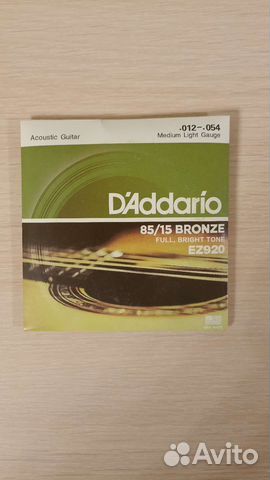 .012–.054
Acoustic Guitar
Medium Light Gauge
D'Addario
85/15 BRONZE
FULL, BRIGHT TONE
EZ920
Avito